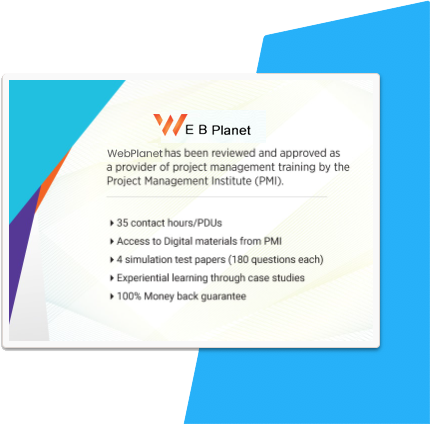 WE B Planet
WebPlanet has been reviewed and approved as
a provider of project management training by the
Project Management Institute (PMI).
35 contact hours/PDUs
Access to Digital materials from PMI
4 simulation test papers (180 questions each)
Experiential learning through case studies
100% Money back guarantee